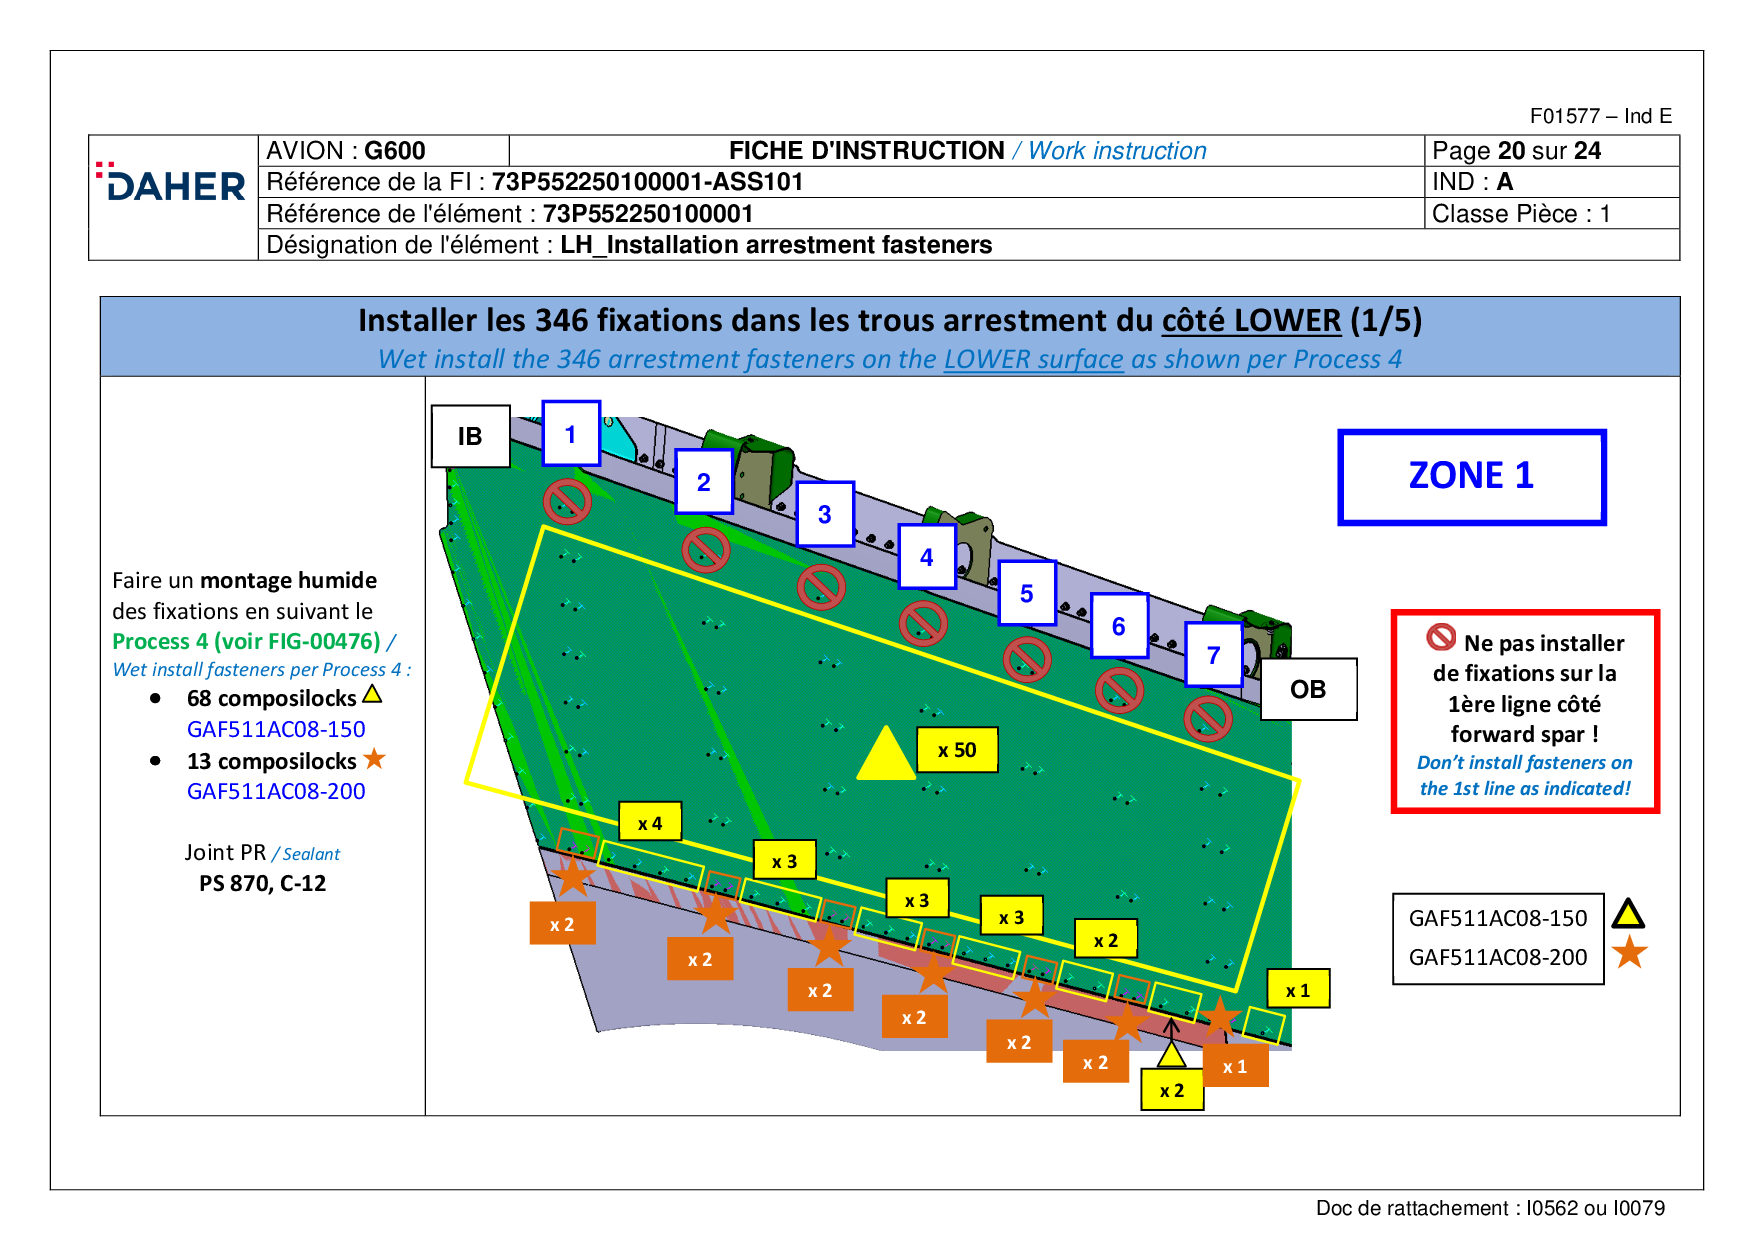 F01577 – Ind E
DAHER
AVION : G600
FICHE D'INSTRUCTION / Work instruction
Page 20 sur 24
Référence de la FI : 73P552250100001-ASS101
IND : A
Référence de l'élément : 73P552250100001
Classe Pièce : 1
Désignation de l'élément : LH_Installation arrestment fasteners
Installer les 346 fixations dans les trous arrestment du côté LOWER (1/5)
Wet install the 346 arrestment fasteners on the LOWER surface as shown per Process 4
Faire un montage humide
des fixations en suivant le
Process 4 (voir FIG-00476) /
Wet install fasteners per Process 4 :
• 68 composilocks
GAF511AC08-150
• 13 composilocks
GAF511AC08-200
Joint PR / Sealant
PS 870, C-12
IB
1
2
3
4
5
6
7
OB
ZONE 1
Ne pas installer
de fixations sur la
1ère ligne côté
forward spar !
Don't install fasteners on
the 1st line as indicated!
x 50
x 4
x 3
x 3
x 3
x 2
x 1
x 2
x 2
x 2
x 2
x 2
x 2
x 1
x 2
GAF511AC08-150
GAF511AC08-200
Doc de rattachement : I0562 ou I0079